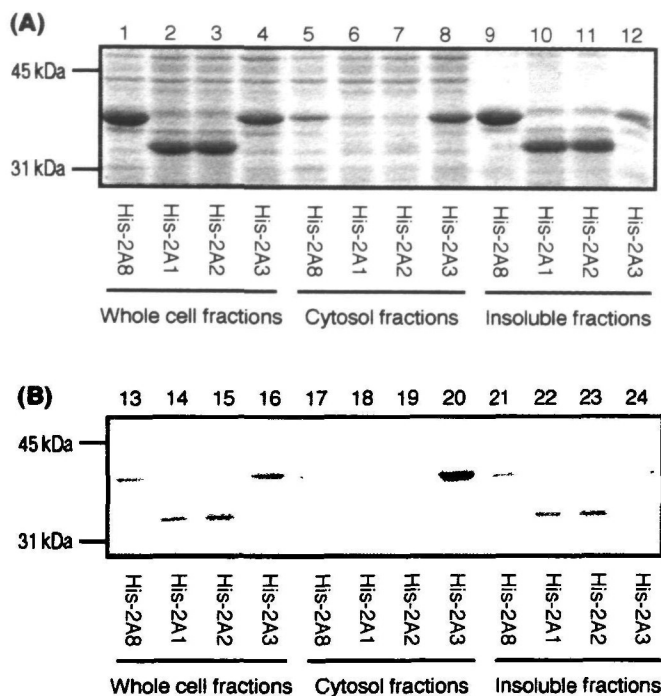 (A)
1 2 3 4 5 6 7 8 9 10 11 12
45 kDa
31 kDa
His-2A8 His-2A1 His-2A2 His-2A3 His-2A8 His-2A1 His-2A2 His-2A3 His-2A8 His-2A1 His-2A2 His-2A3
Whole cell fractions Cytosol fractions Insoluble fractions
(B)
13 14 15 16 17 18 19 20 21 22 23 24
45 kDa
31 kDa
His-2A8 His-2A1 His-2A2 His-2A3 His-2A8 His-2A1 His-2A2 His-2A3 His-2A8 His-2A1 His-2A2 His-2A3
Whole cell fractions Cytosol fractions Insoluble fractions